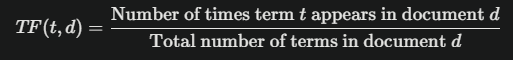 TF(t, d) = Number of times term t appears in document d / Total number of terms in document d